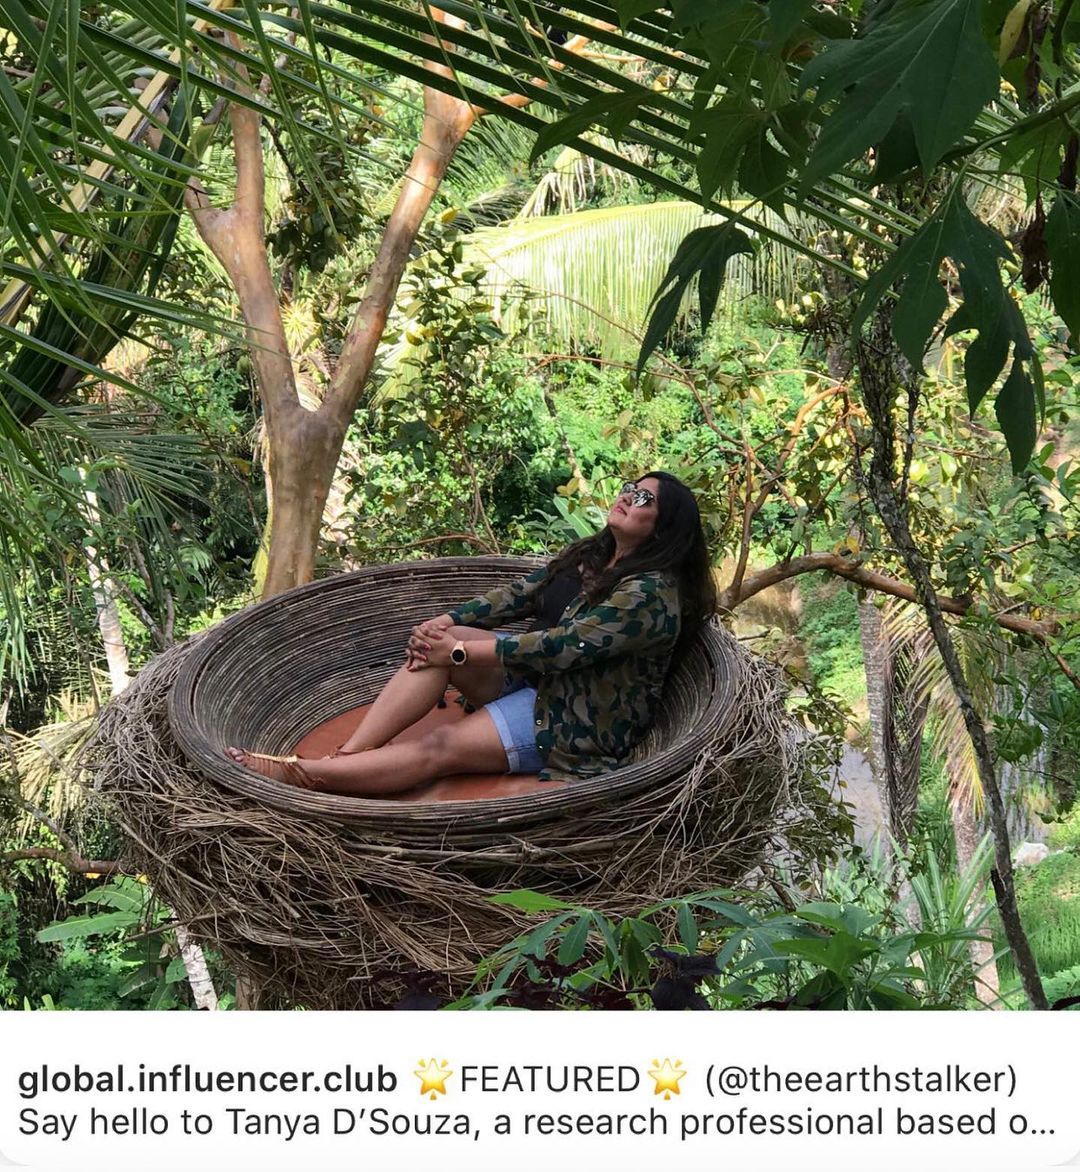 global.influencer.club 🌟FEATURED🌟 (@theearthstalker)
Say hello to Tanya D’Souza, a research professional based o...